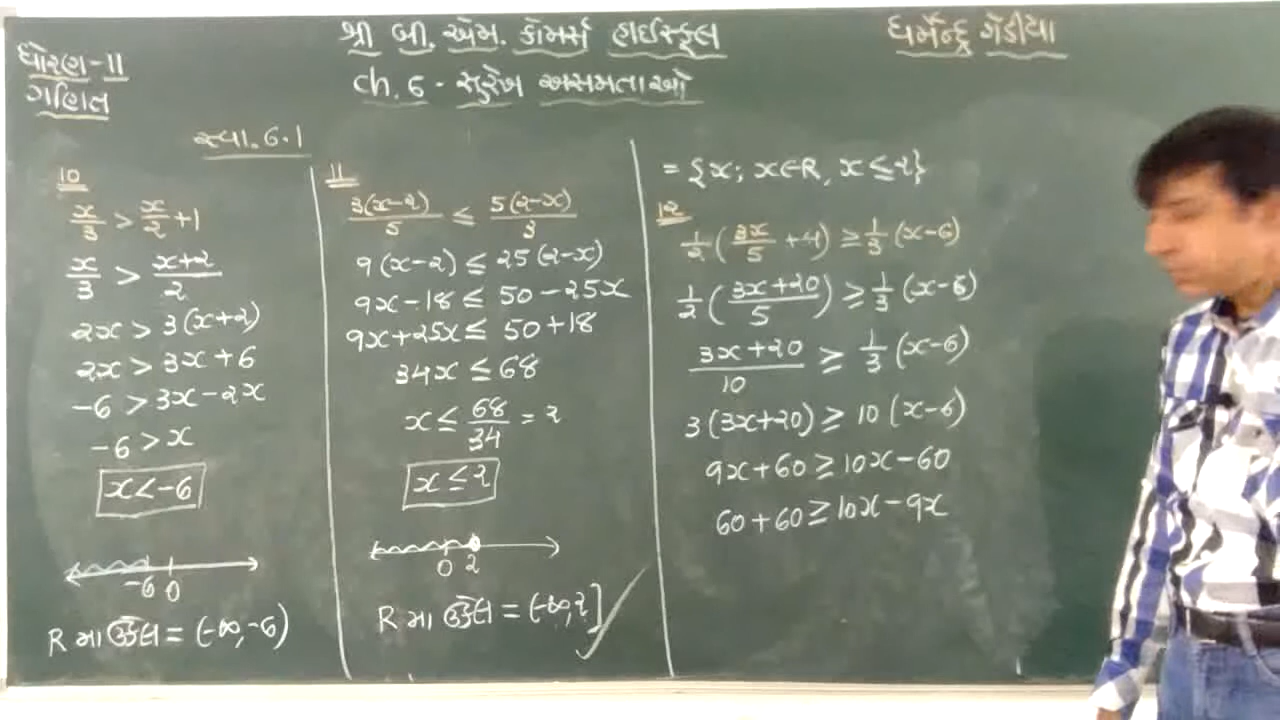 ધોરણ-11
ગણિત
શ્રી બી. એમ. કોમર્સ હાઈસ્કૂલ
ધર્મેન્દ્ર ગેડીયા
ch. 6 - સુરેખ અસમતાઓ
સ્વા. 6.1
10
x/3 > x/2 + 1
x/3 > (x+2)/2
2x > 3(x+2)
2x > 3x + 6
-6 > 3x - 2x
-6 > x
x < -6
-6 0
R માં ઉકેલ = (-∞, -6)
11
3(x-2)/5 ≤ 5(2-x)/3
9(x-2) ≤ 25(2-x)
9x - 18 ≤ 50 - 25x
9x + 25x ≤ 50 + 18
34x ≤ 68
x ≤ 68/34 = 2
x ≤ 2
0 2
R માં ઉકેલ = (-∞, 2]
= {x; x∈R, x ≤ 2}
12
1/2 (3x/5 + 4) ≥ 1/3 (x-6)
1/2 ((3x+20)/5) ≥ 1/3 (x-6)
(3x+20)/10 ≥ 1/3 (x-6)
3(3x+20) ≥ 10(x-6)
9x + 60 ≥ 10x - 60
60 + 60 ≥ 10x - 9x